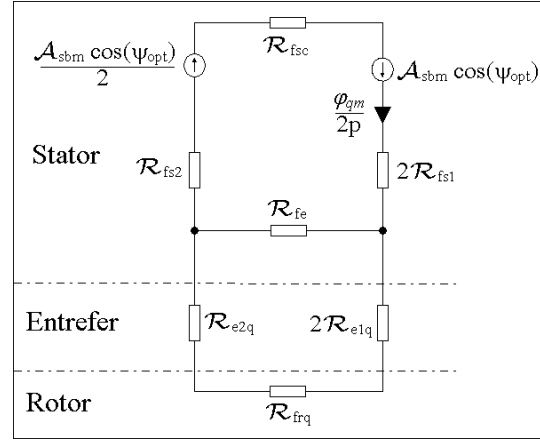 𝓡fsc
𝓐sbm cos(ψopt)
2
𝓐sbm cos(ψopt)
φqm
2p
Stator
𝓡fs2
2𝓡fs1
𝓡fe
Entrefer
𝓡e2q
2𝓡e1q
Rotor
𝓡frq